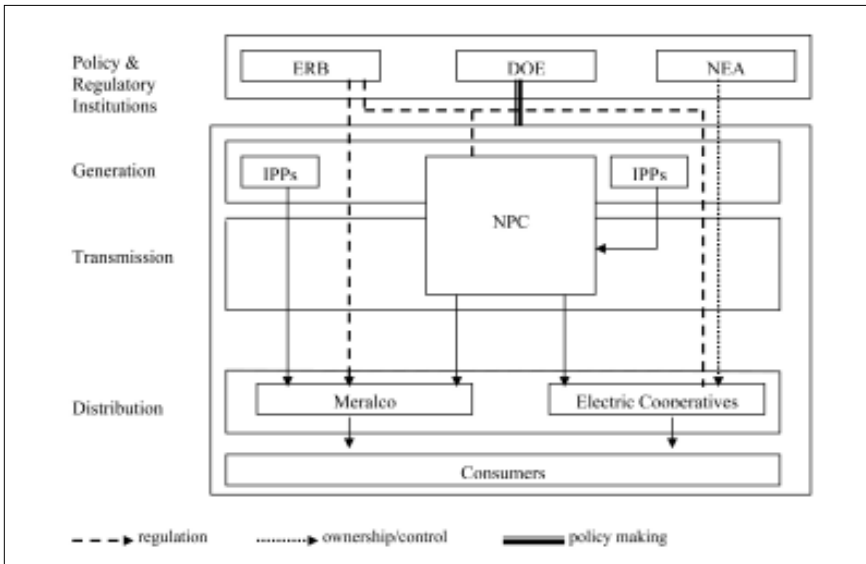 Policy &
Regulatory
Institutions
ERB
DOE
NEA
Generation
IPPs
IPPs
NPC
Transmission
Distribution
Meralco
Electric Cooperatives
Consumers
regulation
ownership/control
policy making